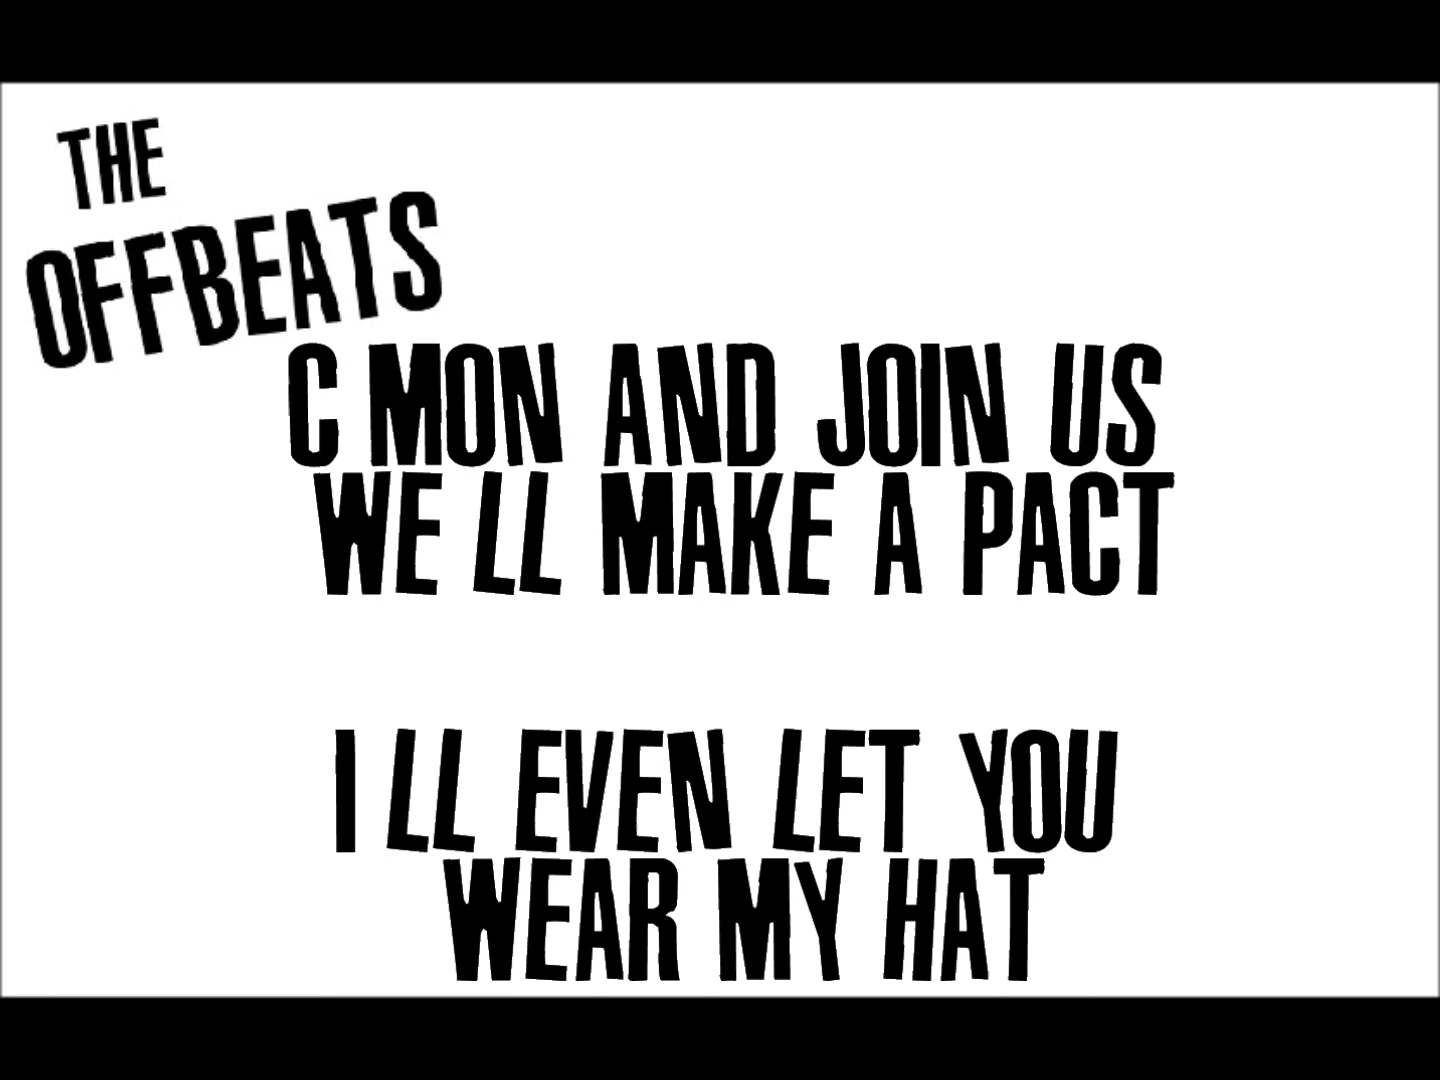 THE
OFFBEATS
C MON AND JOIN US
WE LL MAKE A PACT
I LL EVEN LET YOU
WEAR MY HAT